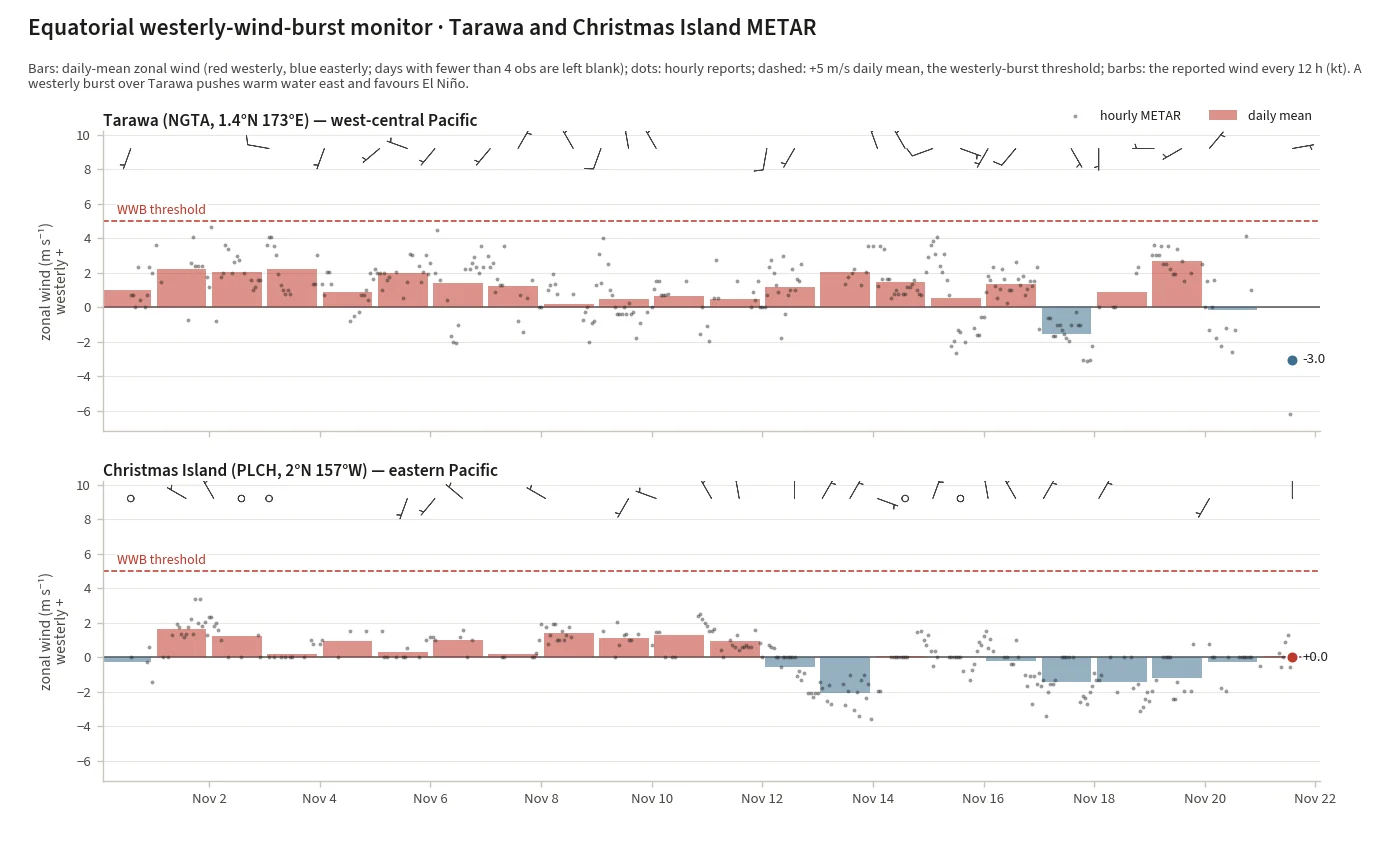 Equatorial westerly-wind-burst monitor · Tarawa and Christmas Island METAR
Bars: daily-mean zonal wind (red westerly, blue easterly; days with fewer than 4 obs are left blank); dots: hourly reports; dashed: +5 m/s daily mean, the westerly-burst threshold; barbs: the reported wind every 12 h (kt). A
westerly burst over Tarawa pushes warm water east and favours El Niño.
Tarawa (NGTA, 1.4°N 173°E) — west-central Pacific
hourly METAR
daily mean
10
8
6
4
2
0
−2
−4
−6
zonal wind (m s⁻¹)
westerly +
WWB threshold
-3.0
Christmas Island (PLCH, 2°N 157°W) — eastern Pacific
10
8
6
4
2
0
−2
−4
−6
zonal wind (m s⁻¹)
westerly +
WWB threshold
+0.0
Nov 2
Nov 4
Nov 6
Nov 8
Nov 10
Nov 12
Nov 14
Nov 16
Nov 18
Nov 20
Nov 22